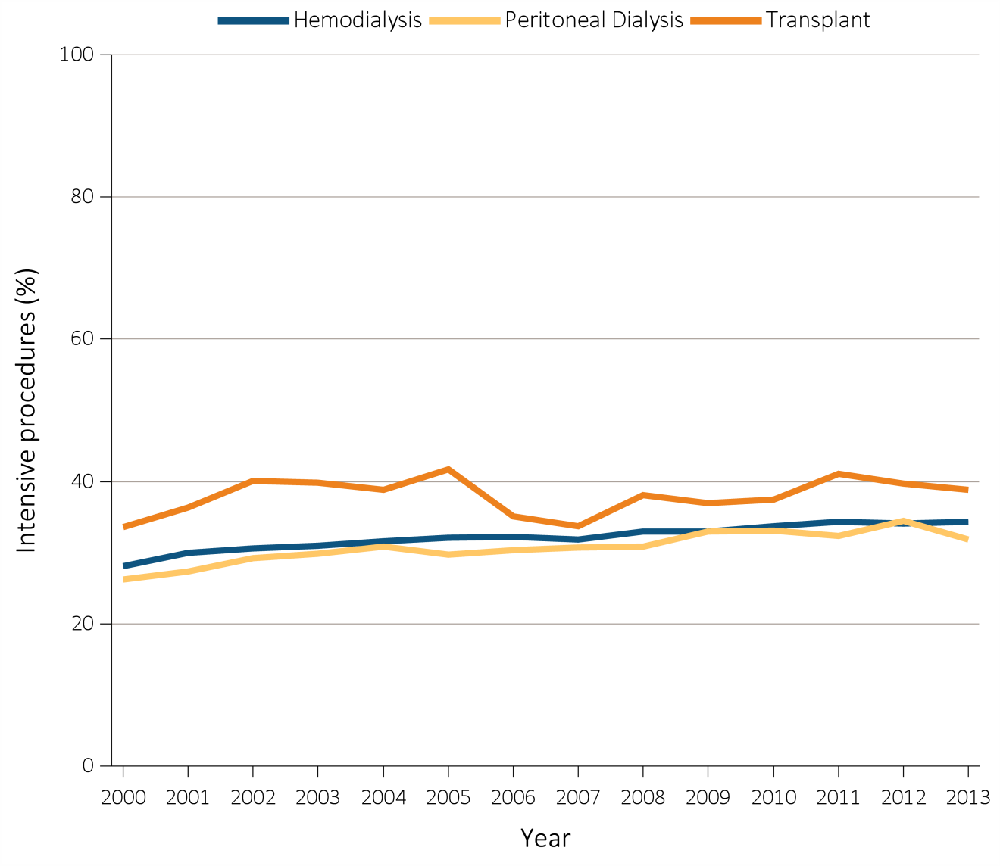 Hemodialysis Peritoneal Dialysis Transplant
100
80
60
40
20
0
Intensive procedures (%)
2000 2001 2002 2003 2004 2005 2006 2007 2008 2009 2010 2011 2012 2013
Year